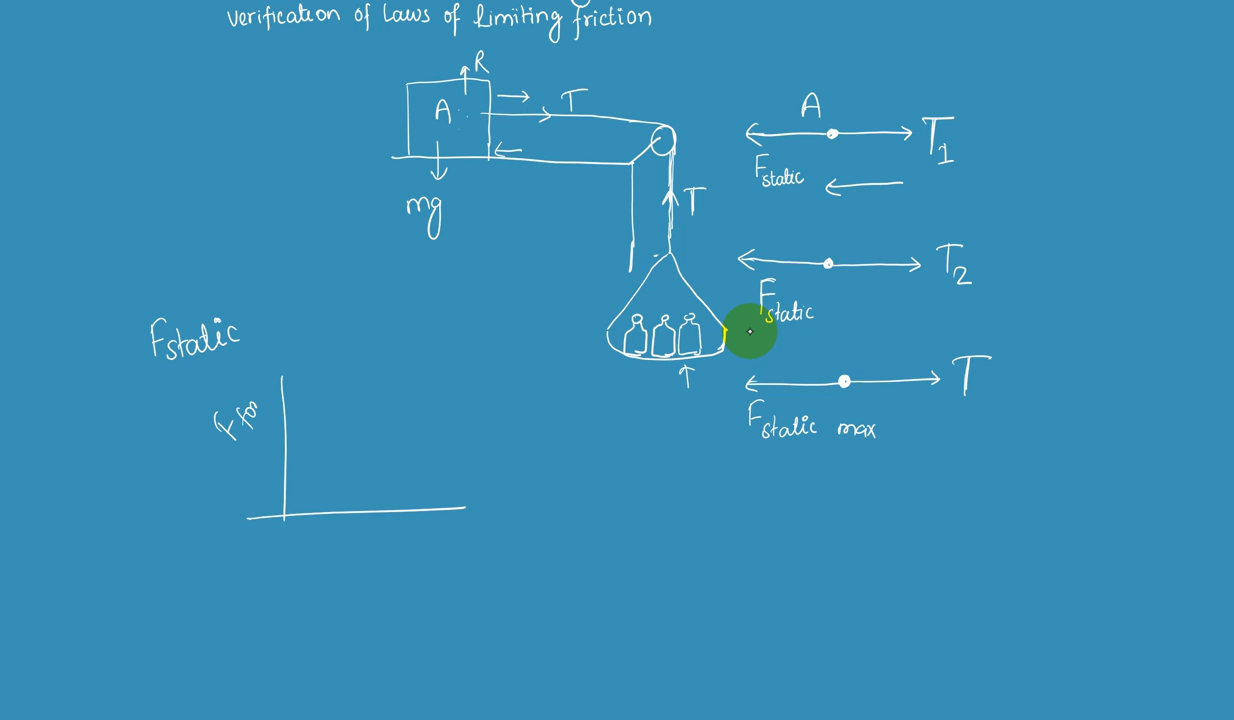 verification of Laws of limiting friction
R
A
T
mg
T
A
T1
Fstatic
T2
Fstatic
T
Fstatic max
Fstatic